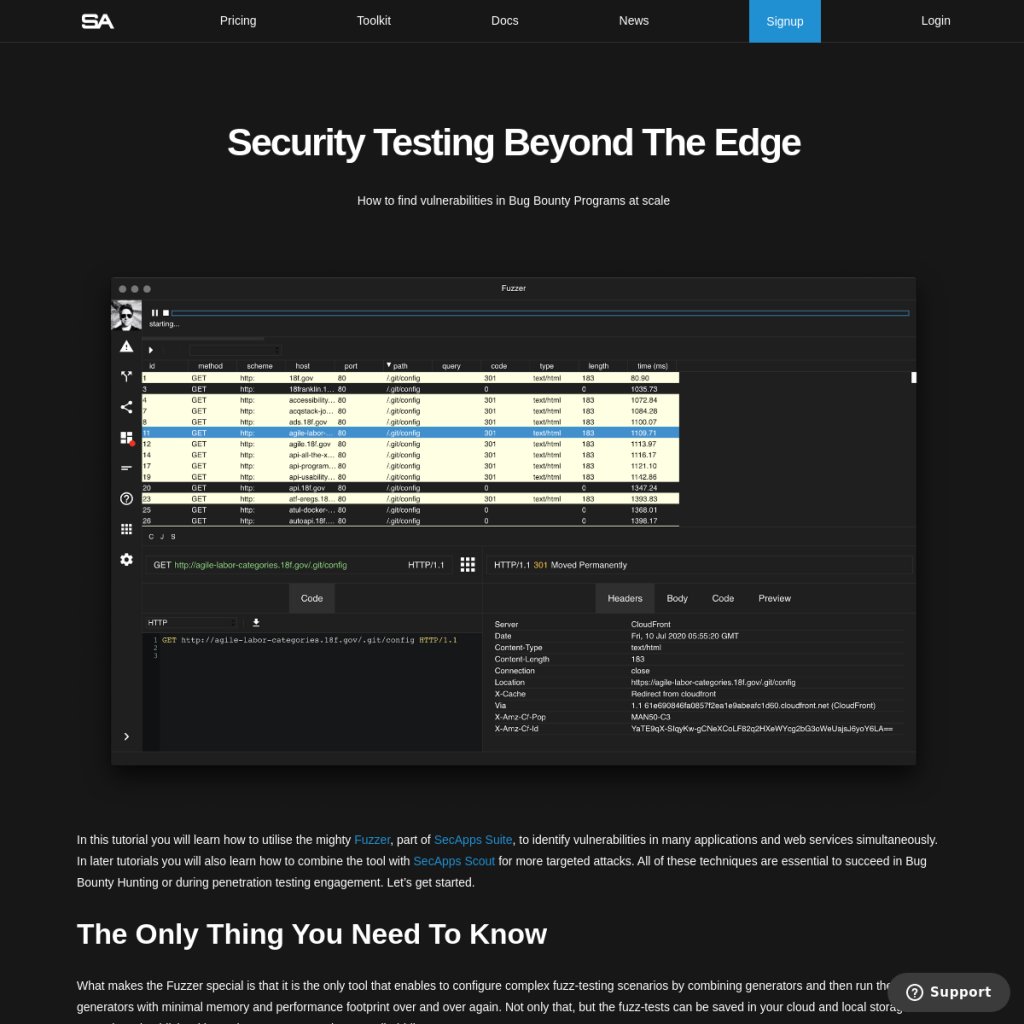 SA Pricing Toolkit Docs News Signup Login
Security Testing Beyond The Edge
How to find vulnerabilities in Bug Bounty Programs at scale
Fuzzer
starting...
id method scheme host port path query code type length time (ms)
1 GET http: 18f.gov 80 /.git/config 301 text/html 183 80.90
3 GET http: 18franklin.1... 80 /.git/config 0 0 1035.73
4 GET http: accessibility... 80 /.git/config 301 text/html 183 1072.84
7 GET http: acqstack-jo... 80 /.git/config 301 text/html 183 1084.28
8 GET http: ads.18f.gov 80 /.git/config 301 text/html 183 1100.07
11 GET http: agile-labor-... 80 /.git/config 301 text/html 183 1109.71
12 GET http: agile.18f.gov 80 /.git/config 301 text/html 183 1113.97
14 GET http: api-all-the-x... 80 /.git/config 301 text/html 183 1116.17
17 GET http: api-program... 80 /.git/config 301 text/html 183 1121.10
19 GET http: api-usability... 80 /.git/config 301 text/html 183 1142.86
20 GET http: api.18f.gov 80 /.git/config 0 0 1347.24
23 GET http: atf-eregs.18... 80 /.git/config 301 text/html 183 1393.83
25 GET http: atul-docker-... 80 /.git/config 0 0 1368.01
26 GET http: autoapi.18f.... 80 /.git/config 0 0 1398.17
C J S
GET http://agile-labor-categories.18f.gov/.git/config HTTP/1.1
HTTP/1.1 301 Moved Permanently
Code
Headers Body Code Preview
HTTP
1 GET http://agile-labor-categories.18f.gov/.git/config HTTP/1.1
2
3
Server CloudFront
Date Fri, 10 Jul 2020 05:55:20 GMT
Content-Type text/html
Content-Length 183
Connection close
Location https://agile-labor-categories.18f.gov/.git/config
X-Cache Redirect from cloudfront
Via 1.1 61e690846fa0857f2ea1e9abeafc1d60.cloudfront.net (CloudFront)
X-Amz-Cf-Pop MAN50-C3
X-Amz-Cf-Id
In this tutorial you will learn how to utilise the mighty Fuzzer, part of SecApps Suite, to identify vulnerabilities in many applications and web services simultaneously.
In later tutorials you will also learn how to combine the tool with SecApps Scout for more targeted attacks. All of these techniques are essential to succeed in Bug
Bounty Hunting or during penetration testing engagement. Let's get started.
The Only Thing You Need To Know
What makes the Fuzzer special is that it is the only tool that enables to configure complex fuzz-testing scenarios by combining generators and then run the
generators with minimal memory and performance footprint over and over again. Not only that, but the fuzz-tests can be saved in your cloud and local storage
Support